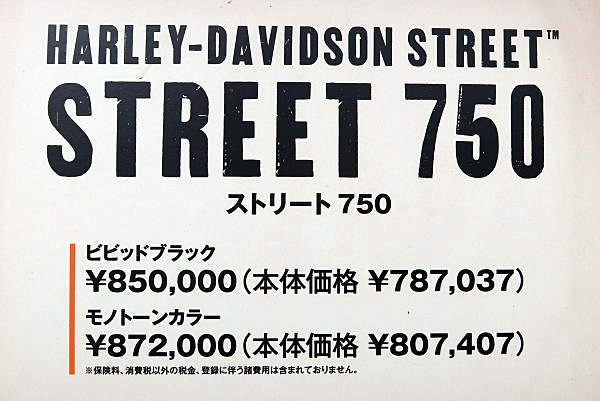 HARLEY-DAVIDSON STREET™
STREET 750
ストリート 750
ビビッドブラック
¥850,000（本体価格 ¥787,037）
モノトーンカラー
¥872,000（本体価格 ¥807,407）
※保険料、消費税以外の税金、登録に伴う諸費用は含まれておりません。